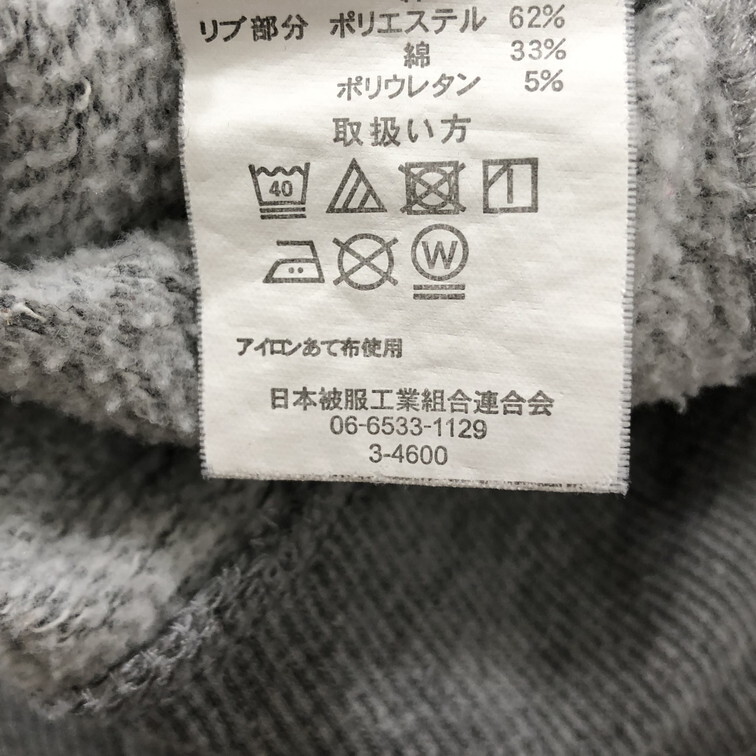 リブ部分 ポリエステル 62%
綿 33%
ポリウレタン 5%
取扱い方
40
W
アイロンあて布使用
日本被服工業組合連合会
06-6533-1129
3-4600